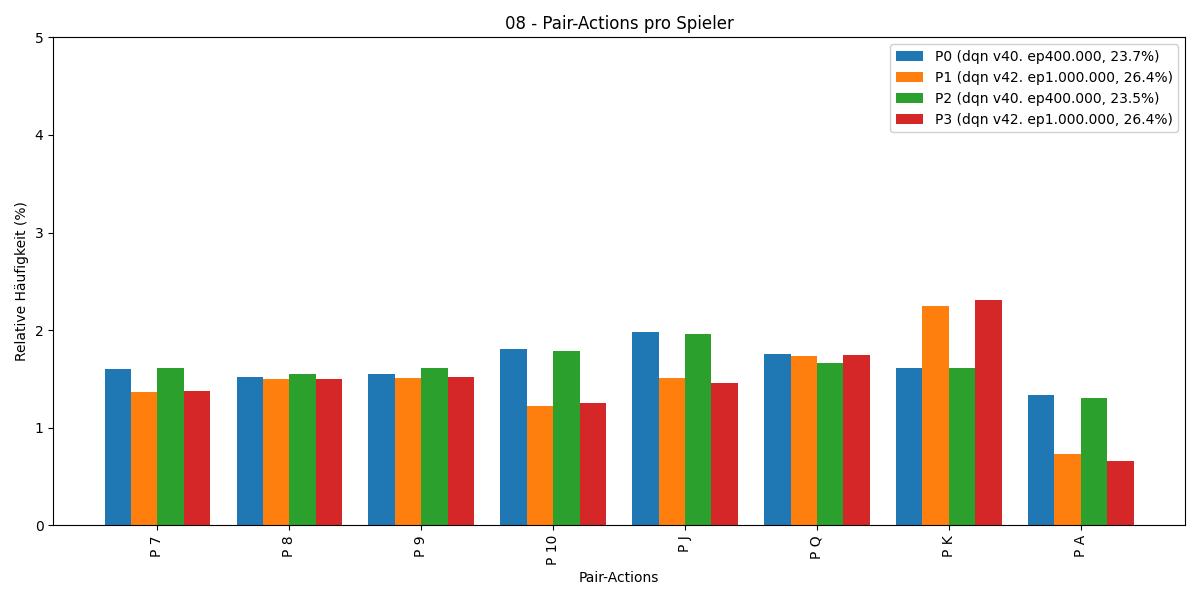 08 - Pair-Actions pro Spieler
5
4
3
2
1
0
Relative Häufigkeit (%)
P0 (dqn v40. ep400.000, 23.7%)
P1 (dqn v42. ep1.000.000, 26.4%)
P2 (dqn v40. ep400.000, 23.5%)
P3 (dqn v42. ep1.000.000, 26.4%)
P 7
P 8
P 9
P 10
P J
P Q
P K
P A
Pair-Actions